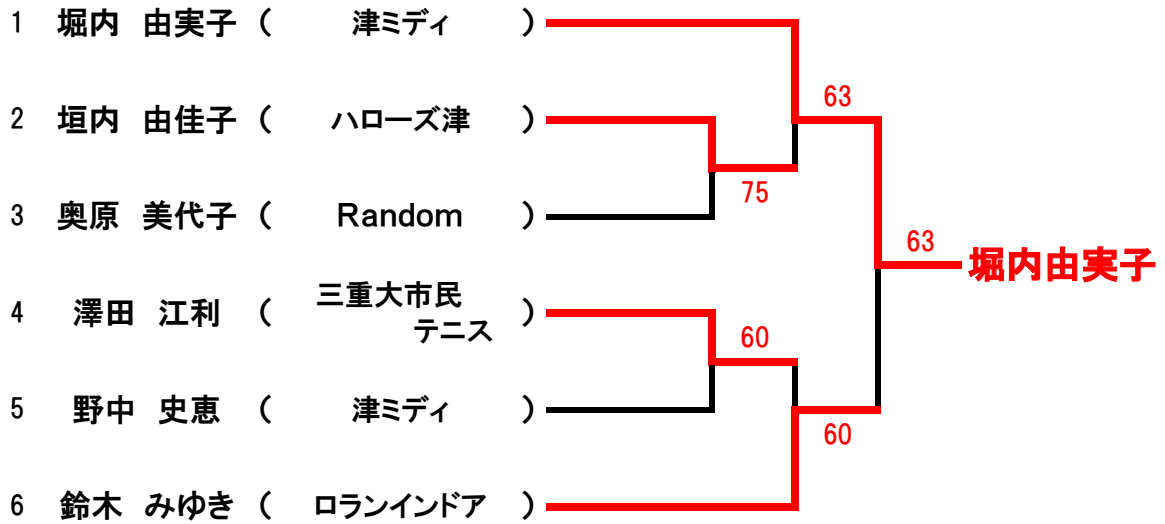 1 堀内 由実子 ( 津ミディ )
63
2 垣内 由佳子 ( ハローズ津 )
75
3 奥原 美代子 ( Random )
63 堀内由実子
4 澤田 江利 ( 三重大市民
テニス )
60
5 野中 史恵 ( 津ミディ )
60
6 鈴木 みゆき ( ロランインドア )